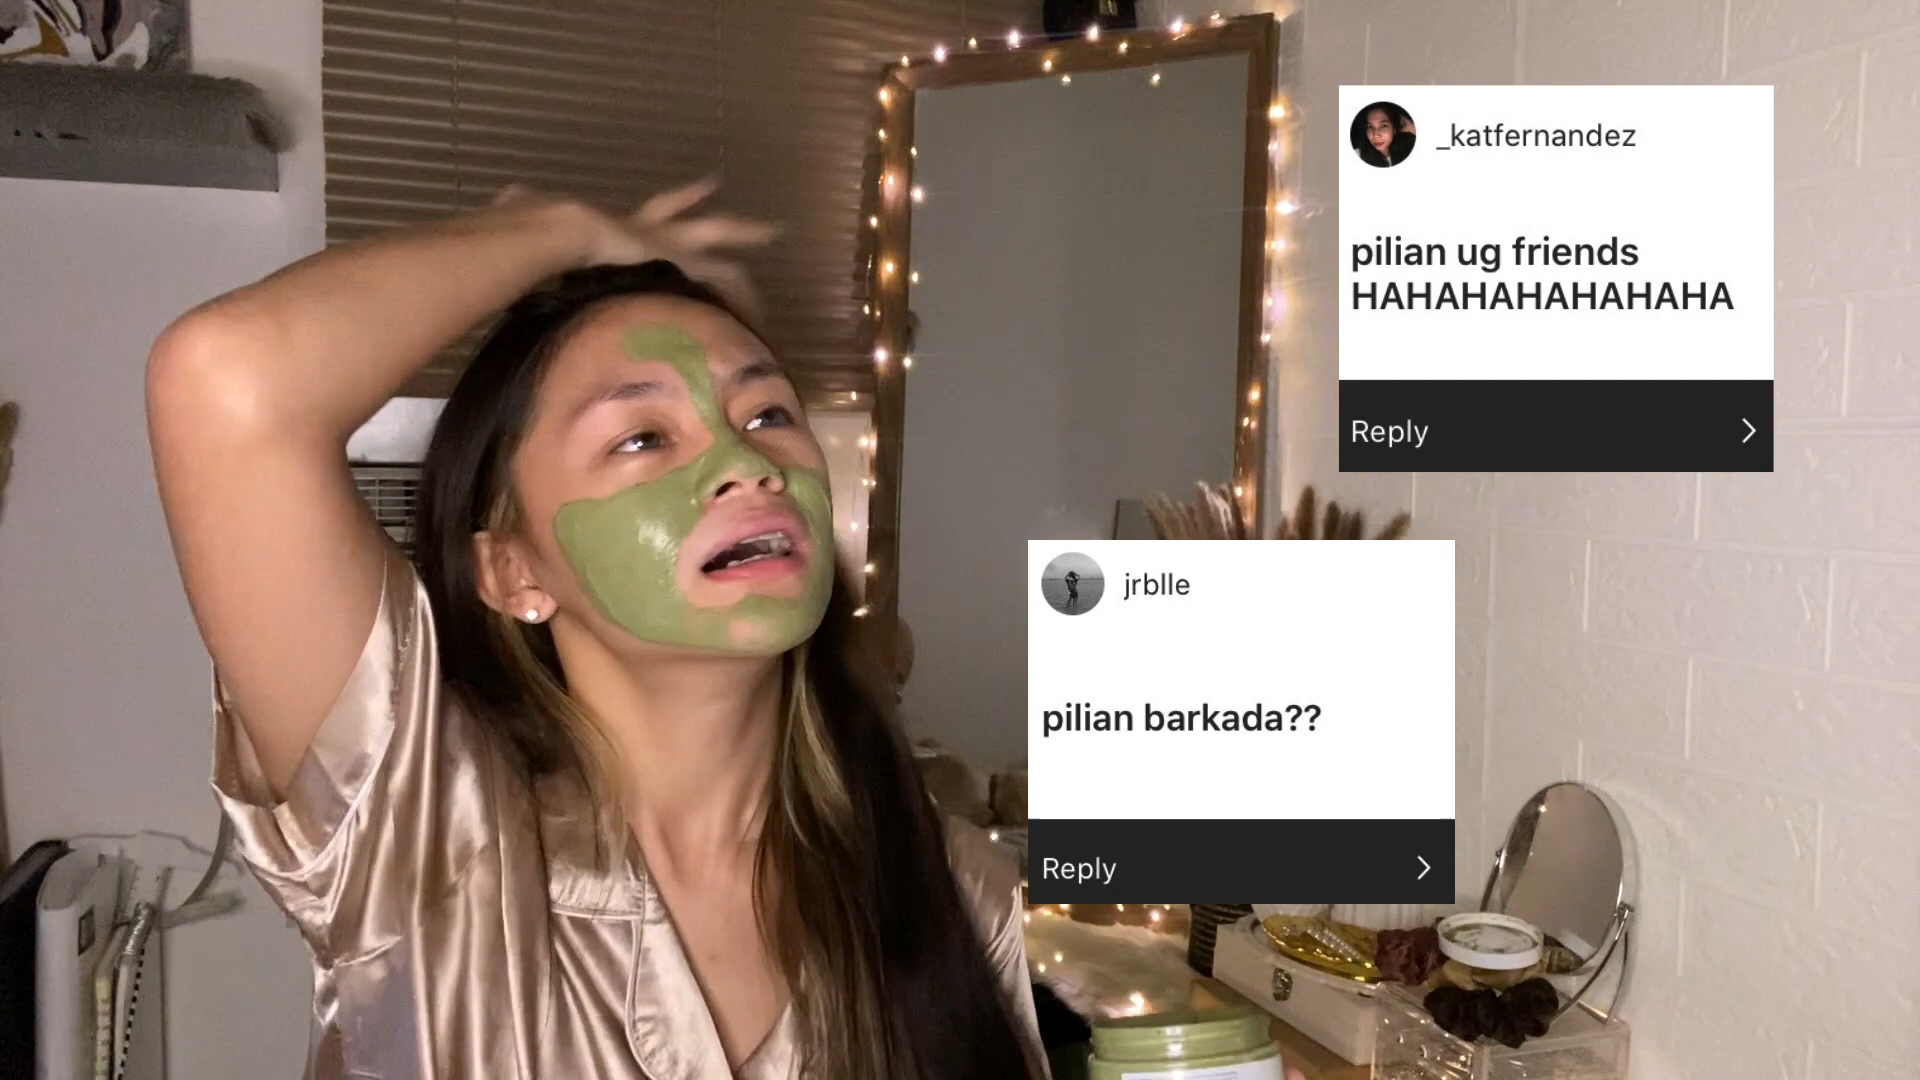 _katfernandez
pilian ug friends
HAHAHAHAHAHAHA
Reply
jrblle
pilian barkada??
Reply